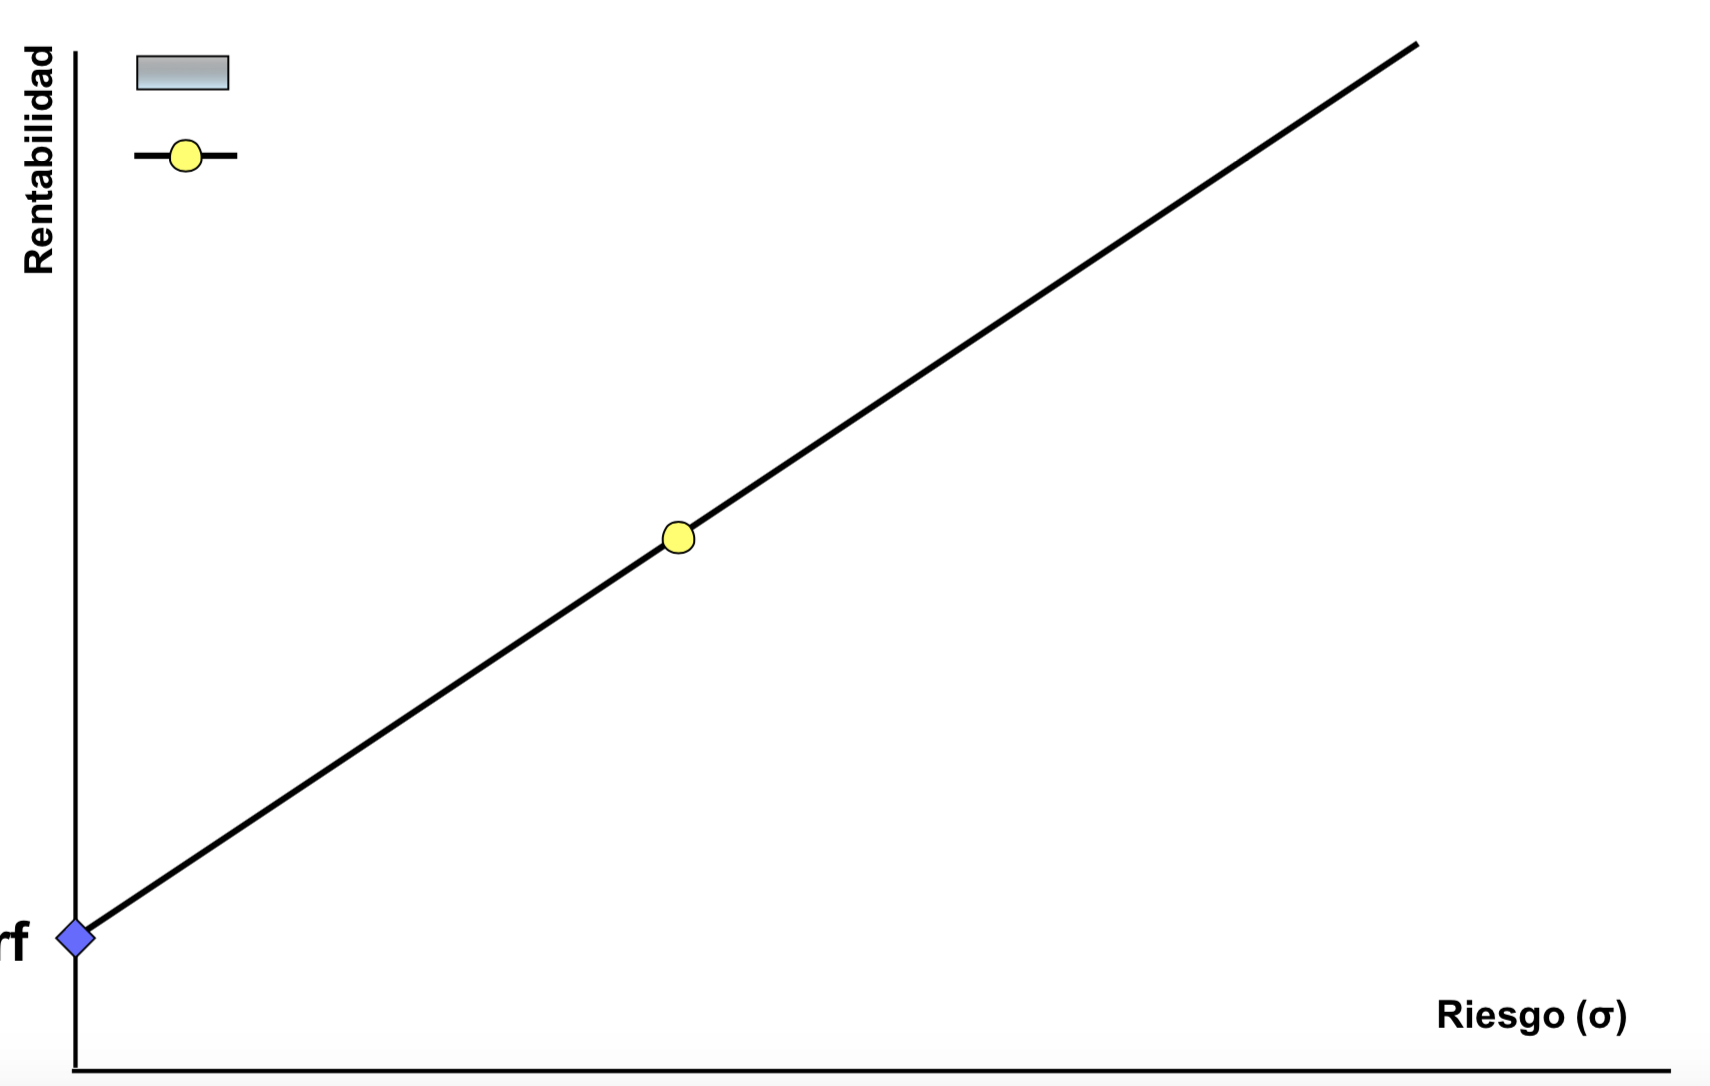 Rentabilidad
rf
Riesgo (σ)